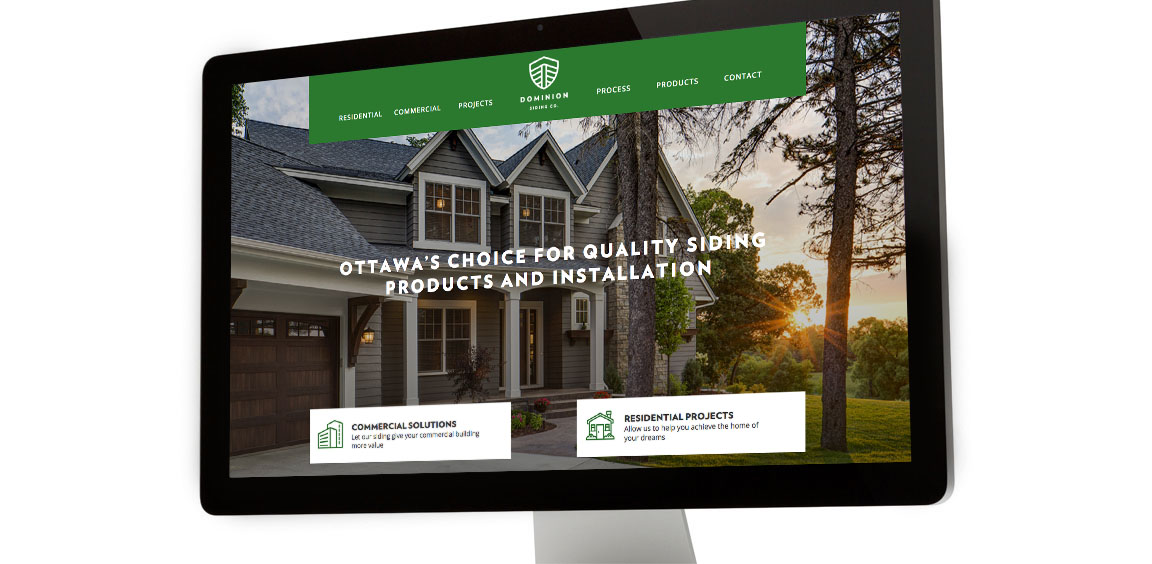 RESIDENTIAL
COMMERCIAL
PROJECTS
DOMINION
SIDING CO.
PROCESS
PRODUCTS
CONTACT
OTTAWA'S CHOICE FOR QUALITY SIDING
PRODUCTS AND INSTALLATION
COMMERCIAL SOLUTIONS
Let our siding give your commercial building
more value
RESIDENTIAL PROJECTS
Allow us to help you achieve the home of
your dreams